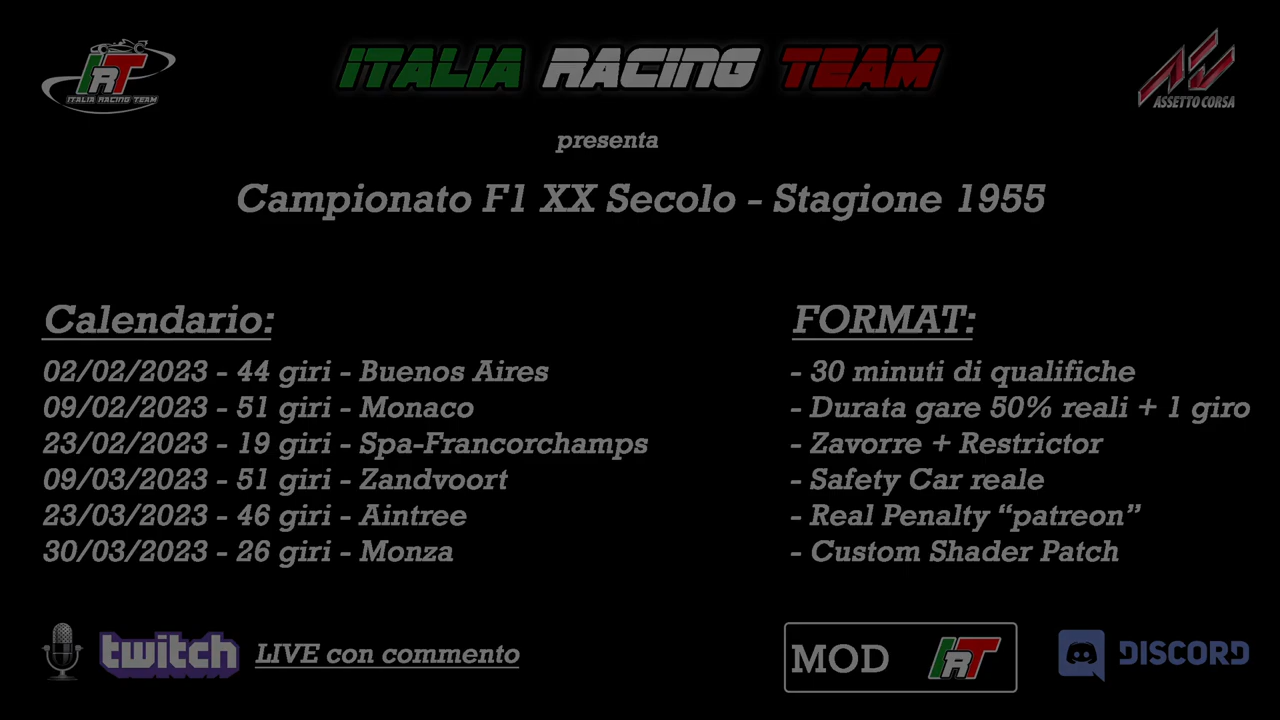 IRT
ITALIA RACING TEAM
ITALIA RACING TEAM
ASSETTO CORSA
presenta
Campionato F1 XX Secolo - Stagione 1955
Calendario:
02/02/2023 - 44 giri - Buenos Aires
09/02/2023 - 51 giri - Monaco
23/02/2023 - 19 giri - Spa-Francorchamps
09/03/2023 - 51 giri - Zandvoort
23/03/2023 - 46 giri - Aintree
30/03/2023 - 26 giri - Monza
FORMAT:
- 30 minuti di qualifiche
- Durata gare 50% reali + 1 giro
- Zavorre + Restrictor
- Safety Car reale
- Real Penalty “patreon”
- Custom Shader Patch
twitch LIVE con commento
MOD IRT
DISCORD